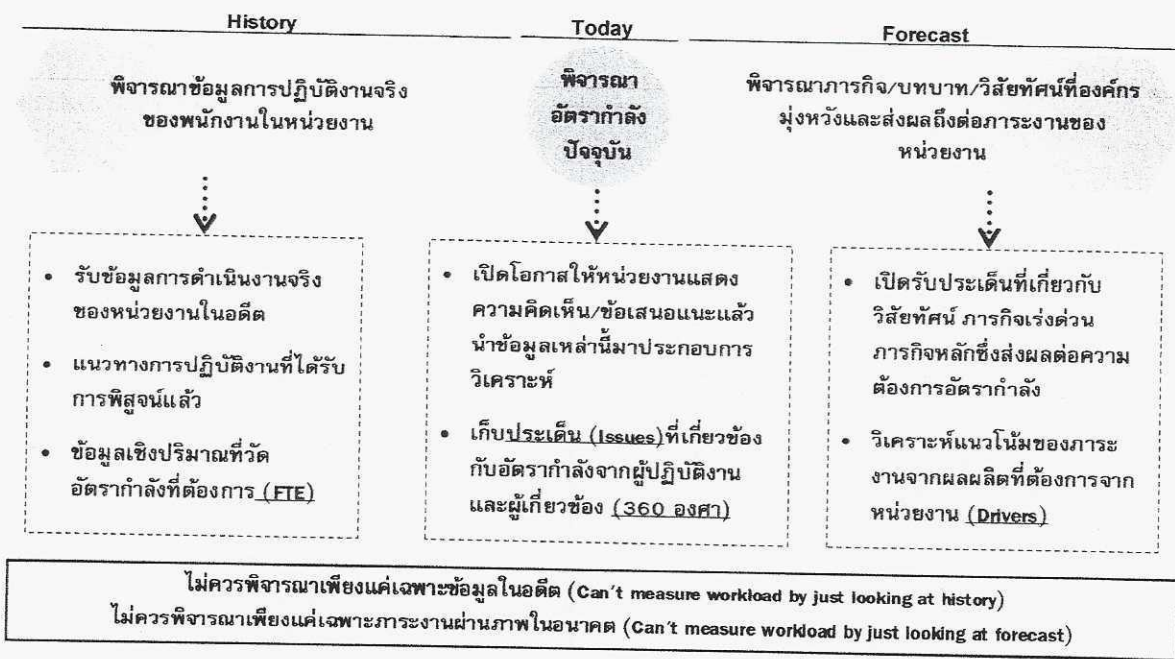 History
Today
Forecast
พิจารณาข้อมูลการปฏิบัติงานจริง
ของพนักงานในหน่วยงาน
พิจารณา
อัตรากำลัง
ปัจจุบัน
พิจารณาภารกิจ/บทบาท/วิสัยทัศน์ที่องค์กร
มุ่งหวังและส่งผลถึงต่อภาระงานของ
หน่วยงาน
• รับข้อมูลการดำเนินงานจริง
ของหน่วยงานในอดีต
• แนวทางการปฏิบัติงานที่ได้รับ
การพิสูจน์แล้ว
• ข้อมูลเชิงปริมาณที่วัด
อัตรากำลังที่ต้องการ (FTE)
• เปิดโอกาสให้หน่วยงานแสดง
ความคิดเห็น/ข้อเสนอแนะแล้ว
นำข้อมูลเหล่านี้มาประกอบการ
วิเคราะห์
• เก็บประเด็น (Issues)ที่เกี่ยวข้อง
กับอัตรากำลังจากผู้ปฏิบัติงาน
และผู้เกี่ยวข้อง (360 องศา)
• เปิดรับประเด็นที่เกี่ยวกับ
วิสัยทัศน์ ภารกิจเร่งด่วน
ภารกิจหลักซึ่งส่งผลต่อความ
ต้องการอัตรากำลัง
• วิเคราะห์แนวโน้มของภาระ
งานจากผลผลิตที่ต้องการจาก
หน่วยงาน (Drivers)
ไม่ควรพิจารณาเพียงแค่เฉพาะข้อมูลในอดีต (Can't measure workload by just looking at history)
ไม่ควรพิจารณาเพียงแค่เฉพาะภาระงานผ่านภาพในอนาคต (Can't measure workload by just looking at forecast)